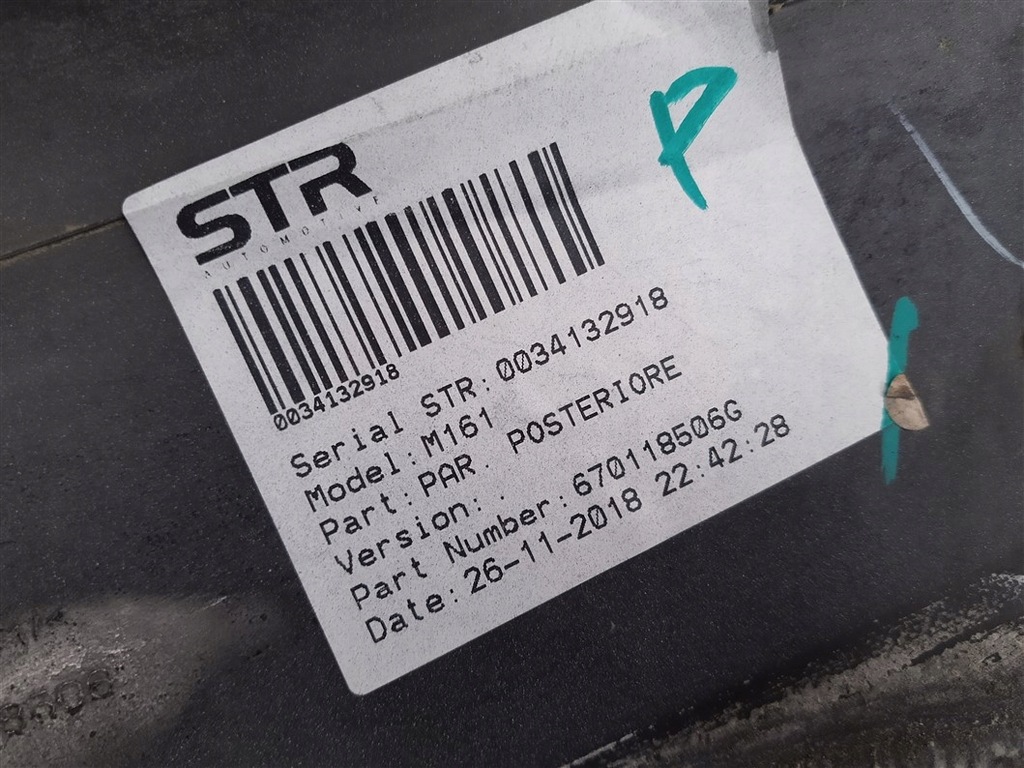 STR
AUTOMOTIVE
P
0034132918
Serial STR: 0034132918
Model: M161
Part: PAR. POSTERIORE
Version: .
Part Number: 670118506G
Date: 26-11-2018 22:42:28